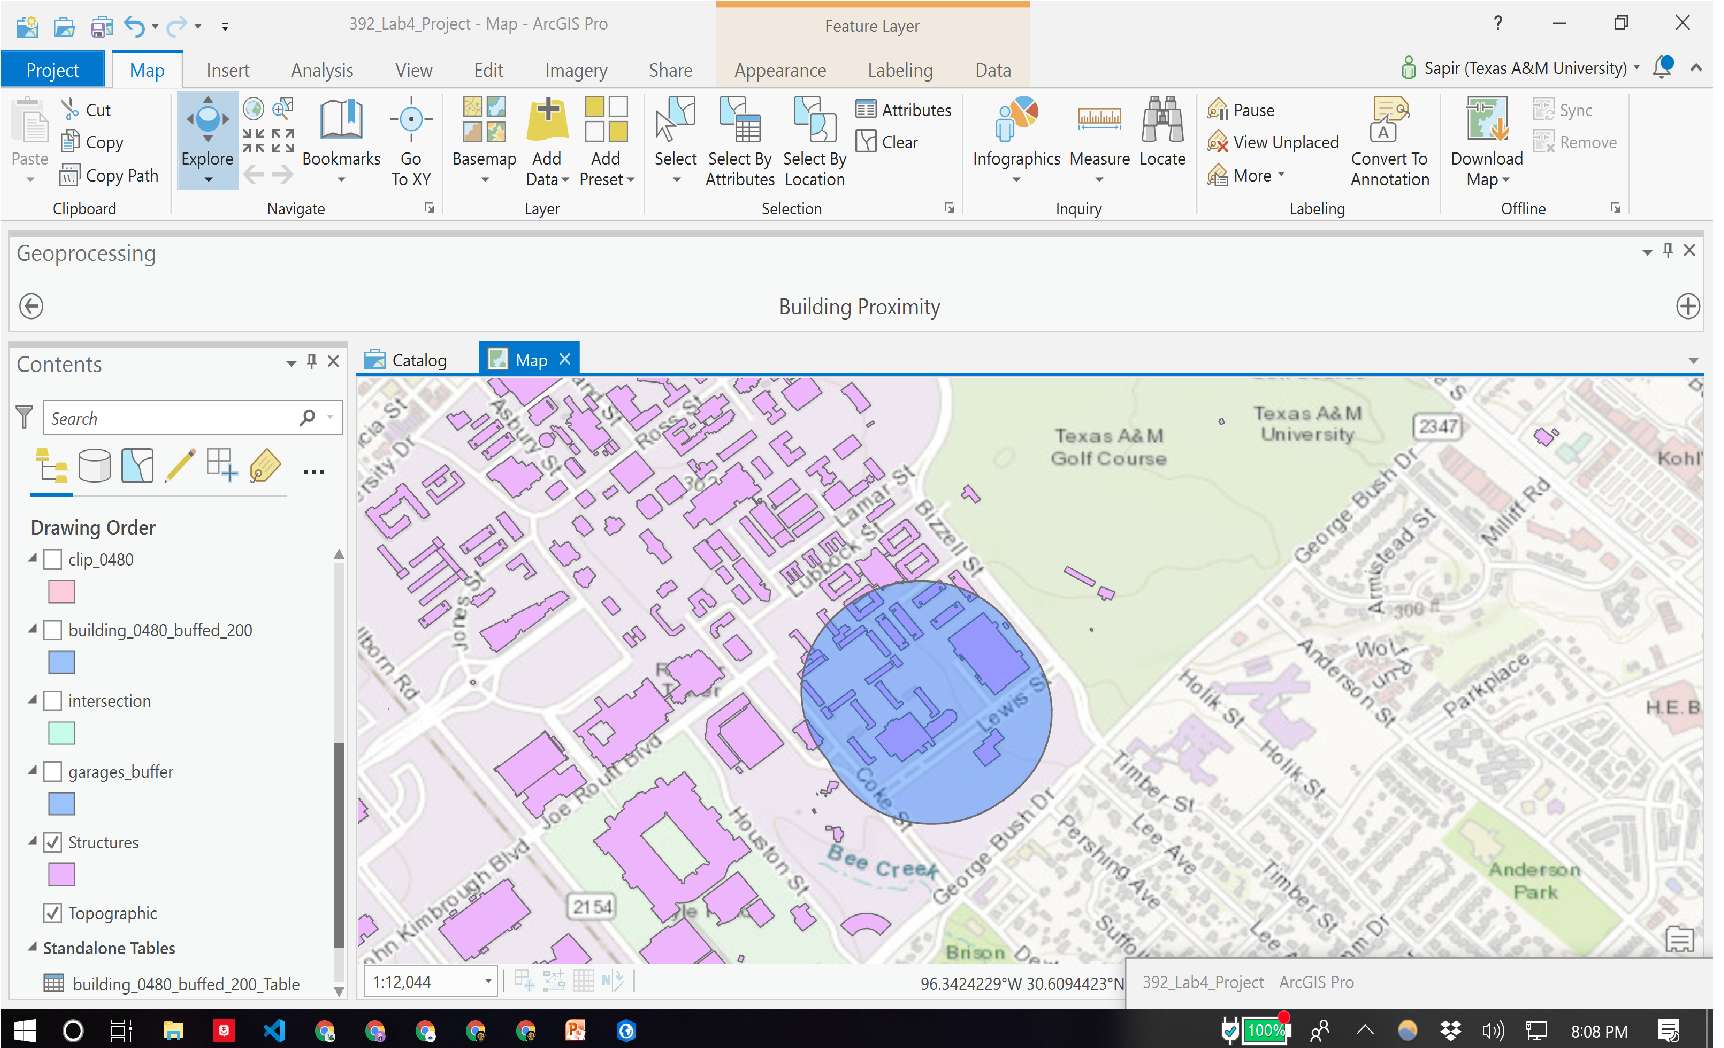 392_Lab4_Project - Map - ArcGIS Pro
Feature Layer
?
Project
Map
Insert
Analysis
View
Edit
Imagery
Share
Appearance
Labeling
Data
Sapir (Texas A&M University)
Paste
Cut
Copy
Copy Path
Clipboard
Explore
Bookmarks
Go
To XY
Navigate
Basemap
Add
Data
Add
Preset
Layer
Select
Select By
Attributes
Select By
Location
Attributes
Clear
Selection
Infographics
Measure
Locate
Inquiry
Pause
View Unplaced
More
A
Convert To
Annotation
Labeling
Download
Map
Sync
Remove
Offline
Geoprocessing
Building Proximity
Contents
Search
Drawing Order
clip_0480
building_0480_buffed_200
intersection
garages_buffer
Structures
Topographic
Standalone Tables
building_0480_buffed_200_Table
Catalog
Map
Asbury St
Ross St
Lamar St
Lubbock St
Bizzell St
Jones St
Texas A&M
Golf Course
Texas A&M
University
2347
Kohl'
George Bush Dr
Milliff Rd
Armistead St
300 ft
Anderson St
Parkplace
Holik St
Holik St
H.E.B.
Lewis St
Coke St
Joe Routt Blvd
Houston St
Bee Creek
George Bush Dr
Timber St
Lee Ave
Pershing Ave
Timber St
Anderson
Park
2154
John Kimbrough Blvd
Brison
1:12,044
96.3424229°W 30.6094423°N
392_Lab4_Project ArcGIS Pro
100%
8:08 PM